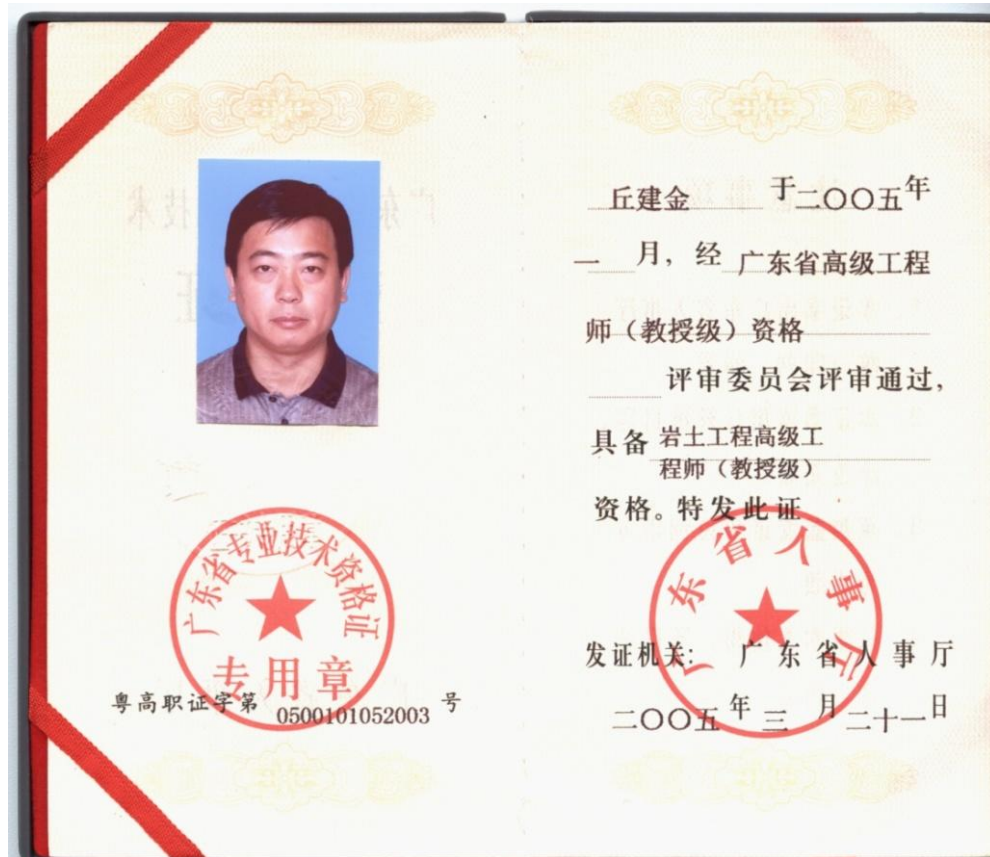 广东省专业技术资格证
专用章
粤高职证字第 0500101052003 号
丘建金 于二〇〇五年
一月，经 广东省高级工程
师（教授级）资格
评审委员会评审通过，
具备 岩土工程高级工
程师（教授级）
资格。特发此证
广东省人事厅
发证机关：广东省人事厅
二〇〇五年三月二十一日